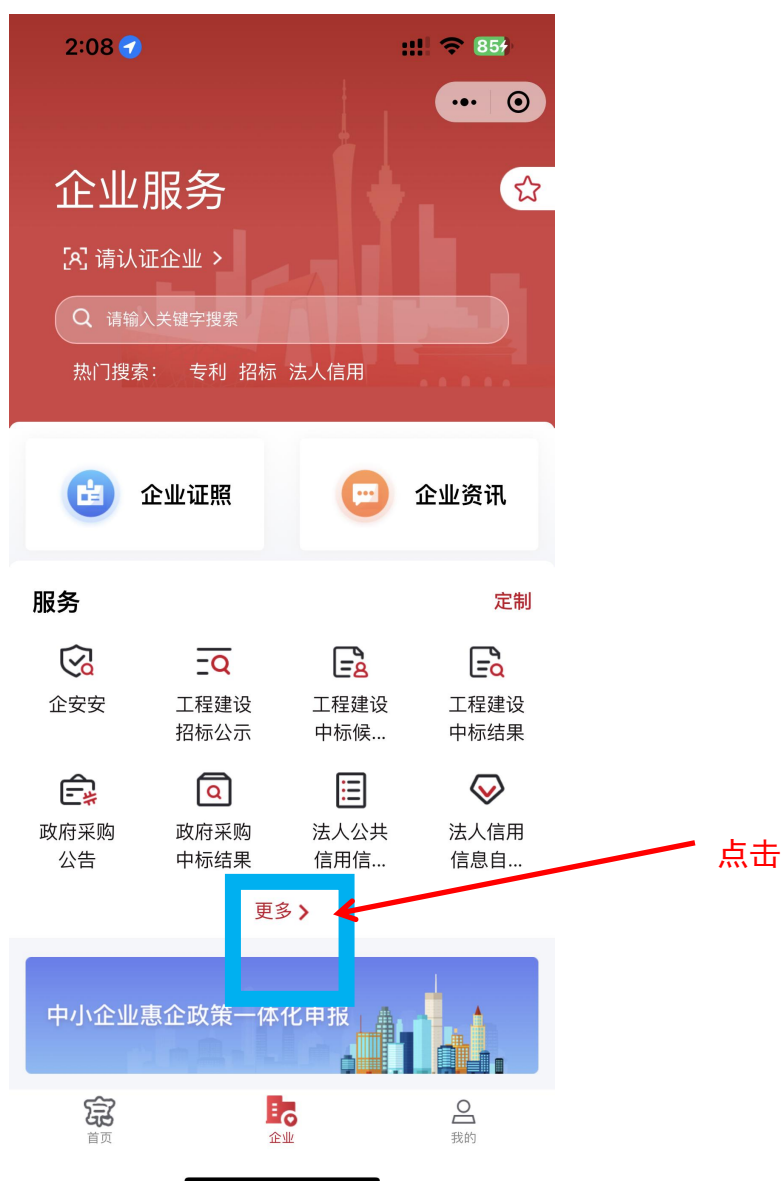 2:08
85
企业服务
请认证企业 >
请输入关键字搜索
热门搜索: 专利 招标 法人信用
企业证照
企业资讯
服务
定制
企安安
工程建设
招标公示
工程建设
中标候...
工程建设
中标结果
政府采购
公告
政府采购
中标结果
法人公共
信用信...
法人信用
信息自...
点击
更多 >
中小企业惠企政策一体化申报
首页
企业
我的